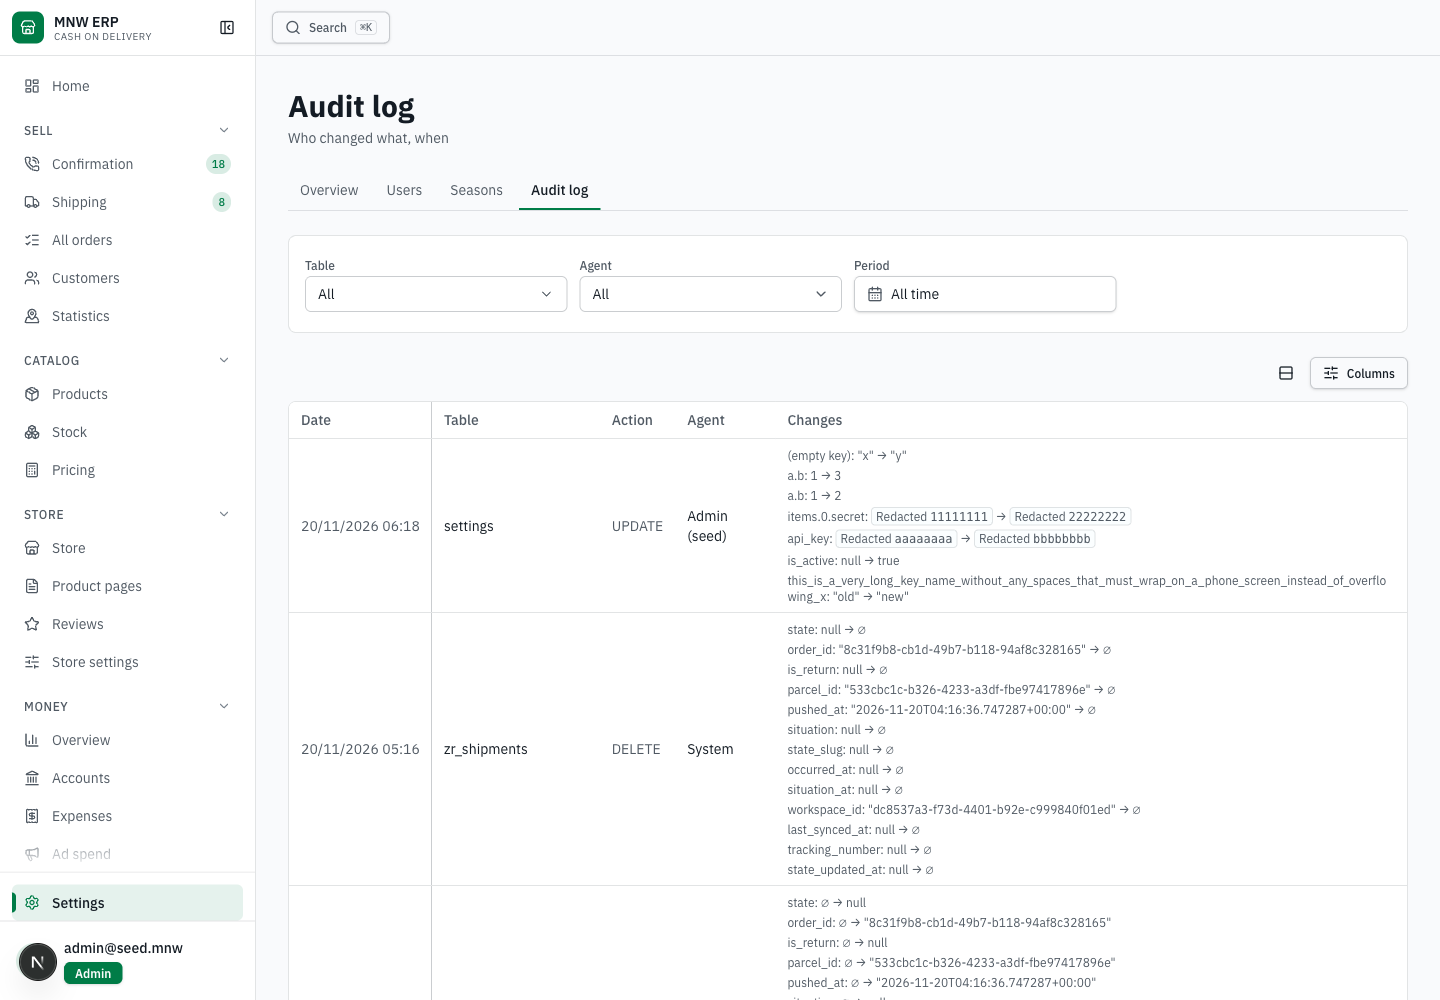 MNW ERP
CASH ON DELIVERY
Search ⌘K
Home
SELL
Confirmation 18
Shipping 8
All orders
Customers
Statistics
CATALOG
Products
Stock
Pricing
STORE
Store
Product pages
Reviews
Store settings
MONEY
Overview
Accounts
Expenses
Ad spend
Settings
N
admin@seed.mnw
Admin
Audit log
Who changed what, when
Overview Users Seasons Audit log
Table Agent Period
All All All time
Columns
Date Table Action Agent Changes
20/11/2026 06:18 settings UPDATE Admin (seed)
(empty key): "x" → "y"
a.b: 1 → 3
a.b: 1 → 2
items.0.secret: Redacted 11111111 → Redacted 22222222
api_key: Redacted aaaaaaaa → Redacted bbbbbbbb
is_active: null → true
this_is_a_very_long_key_name_without_any_spaces_that_must_wrap_on_a_phone_screen_instead_of_overflo
wing_x: "old" → "new"
20/11/2026 05:16 zr_shipments DELETE System
state: null → ∅
order_id: "8c31f9b8-cb1d-49b7-b118-94af8c328165" → ∅
is_return: null → ∅
parcel_id: "533cbc1c-b326-4233-a3df-fbe97417896e" → ∅
pushed_at: "2026-11-20T04:16:36.747287+00:00" → ∅
situation: null → ∅
state_slug: null → ∅
occurred_at: null → ∅
situation_at: null → ∅
workspace_id: "dc8537a3-f73d-4401-b92e-c999840f01ed" → ∅
last_synced_at: null → ∅
tracking_number: null → ∅
state_updated_at: null → ∅
state: ∅ → null
order_id: ∅ → "8c31f9b8-cb1d-49b7-b118-94af8c328165"
is_return: ∅ → null
parcel_id: ∅ → "533cbc1c-b326-4233-a3df-fbe97417896e"
pushed_at: ∅ → "2026-11-20T04:16:36.747287+00:00"